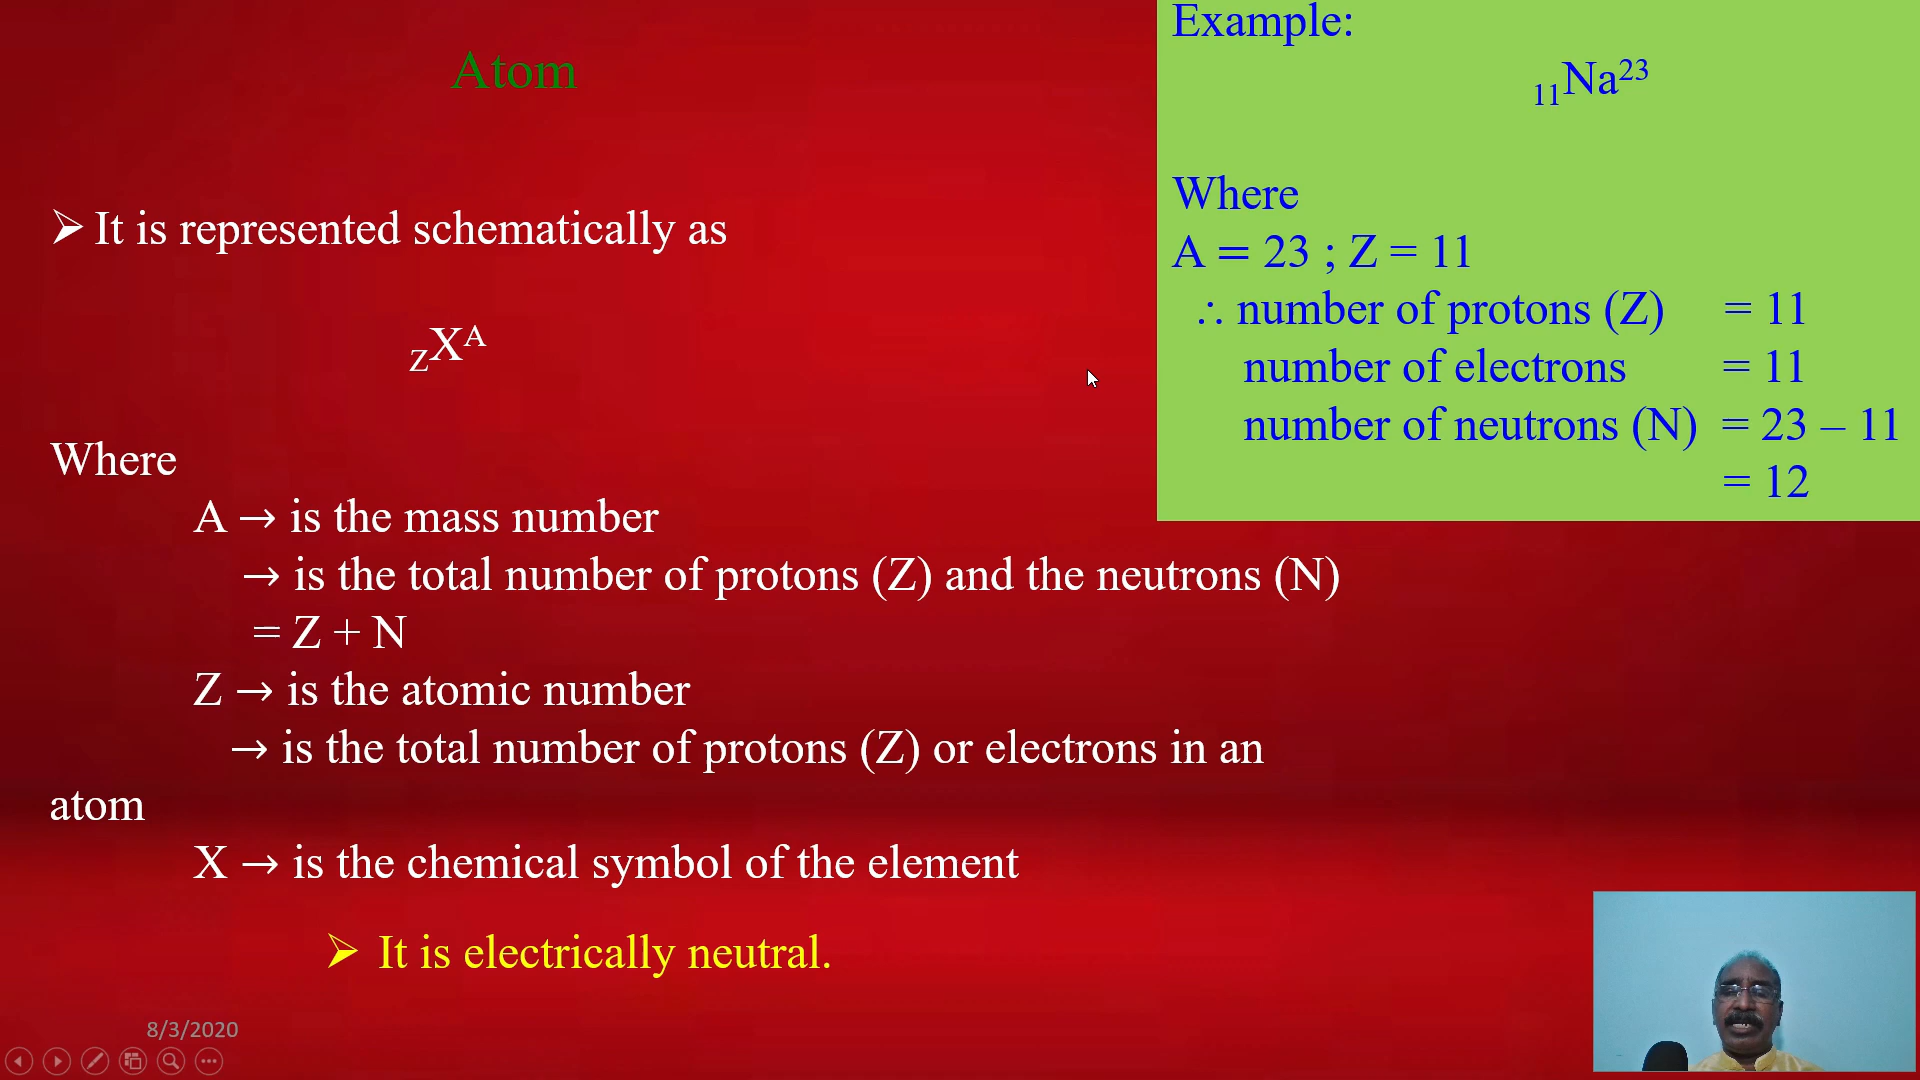 Atom
➢ It is represented schematically as
ZXᴬ
Where
A → is the mass number
→ is the total number of protons (Z) and the neutrons (N)
= Z + N
Z → is the atomic number
→ is the total number of protons (Z) or electrons in an
atom
X → is the chemical symbol of the element
➢ It is electrically neutral.
Example:
₁₁Na²³
Where
A = 23 ; Z = 11
∴ number of protons (Z) = 11
number of electrons = 11
number of neutrons (N) = 23 – 11
= 12
8/3/2020